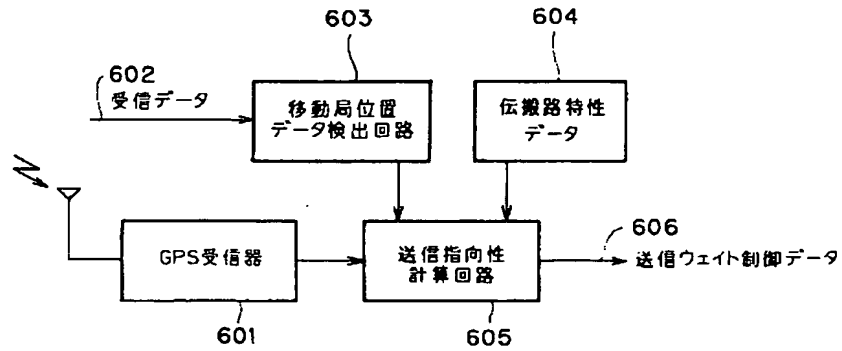 603
604
602
受信データ
移動局位置
データ検出回路
伝搬路特性
データ
606
GPS受信器
送信指向性
計算回路
送信ウェイト制御データ
601
605